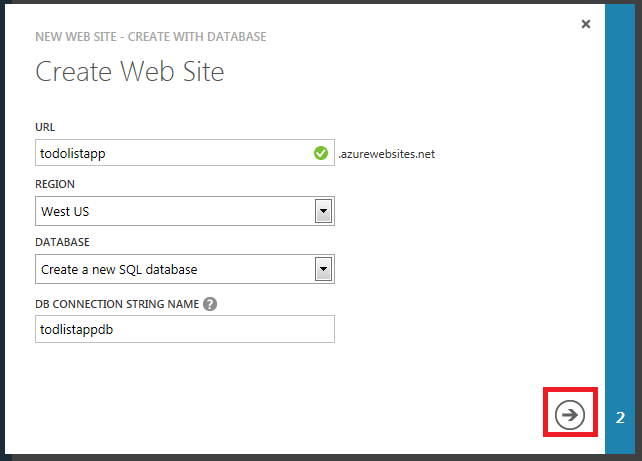 NEW WEB SITE - CREATE WITH DATABASE
Create Web Site
URL
todolistapp .azurewebsites.net
REGION
West US
DATABASE
Create a new SQL database
DB CONNECTION STRING NAME ?
todlistappdb
2